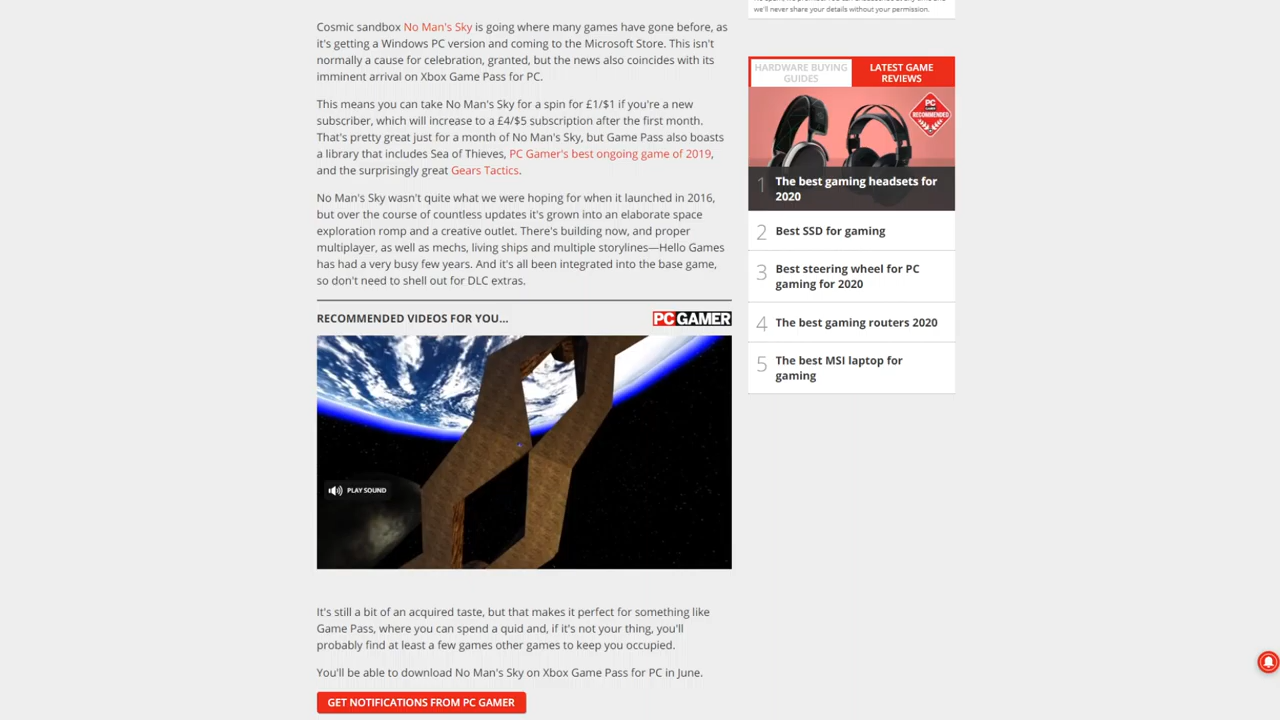 we'll never share your details without your permission.
Cosmic sandbox No Man's Sky is going where many games have gone before, as
it's getting a Windows PC version and coming to the Microsoft Store. This isn't
normally a cause for celebration, granted, but the news also coincides with its
imminent arrival on Xbox Game Pass for PC.
This means you can take No Man's Sky for a spin for £1/$1 if you're a new
subscriber, which will increase to a £4/$5 subscription after the first month.
That's pretty great just for a month of No Man's Sky, but Game Pass also boasts
a library that includes Sea of Thieves, PC Gamer's best ongoing game of 2019,
and the surprisingly great Gears Tactics.
No Man's Sky wasn't quite what we were hoping for when it launched in 2016,
but over the course of countless updates it's grown into an elaborate space
exploration romp and a creative outlet. There's building now, and proper
multiplayer, as well as mechs, living ships and multiple storylines—Hello Games
has had a very busy few years. And it's all been integrated into the base game,
so don't need to shell out for DLC extras.
RECOMMENDED VIDEOS FOR YOU...
PC GAMER
PLAY SOUND
It's still a bit of an acquired taste, but that makes it perfect for something like
Game Pass, where you can spend a quid and, if it's not your thing, you'll
probably find at least a few games other games to keep you occupied.
You'll be able to download No Man's Sky on Xbox Game Pass for PC in June.
GET NOTIFICATIONS FROM PC GAMER
HARDWARE BUYING
GUIDES
LATEST GAME
REVIEWS
PC
GAMER
RECOMMENDED
1 The best gaming headsets for
2020
2 Best SSD for gaming
3 Best steering wheel for PC
gaming for 2020
4 The best gaming routers 2020
5 The best MSI laptop for
gaming